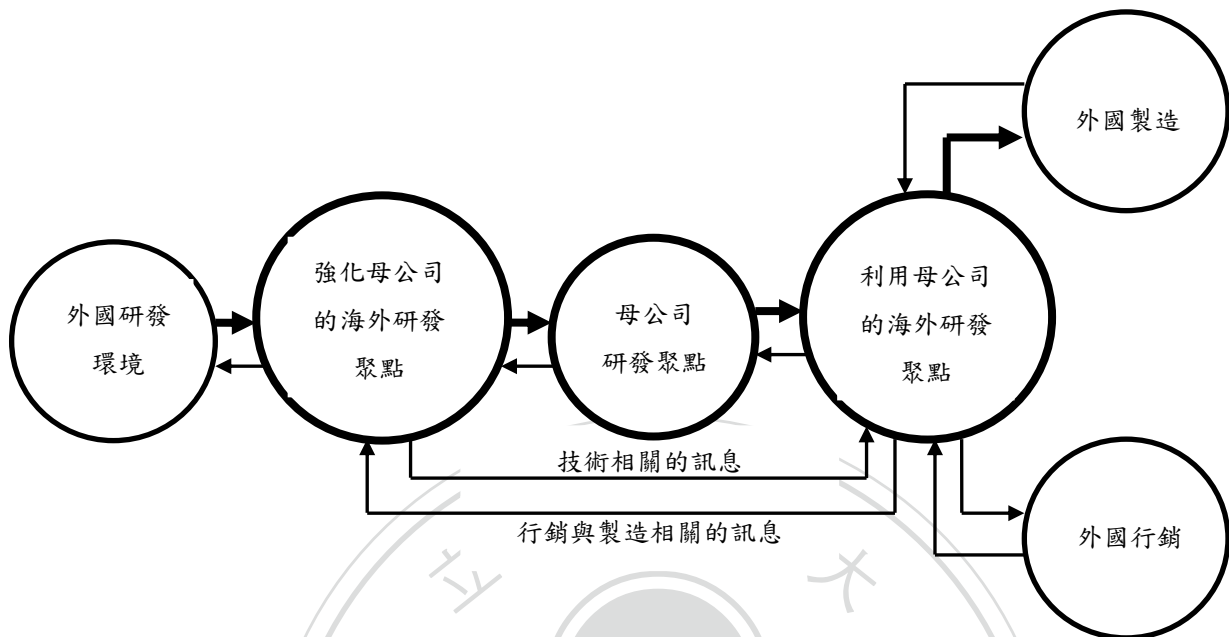 外國製造
強化母公司
的海外研發
聚點
利用母公司
的海外研發
聚點
外國研發
環境
母公司
研發聚點
技術相關的訊息
行銷與製造相關的訊息
外國行銷
立
大